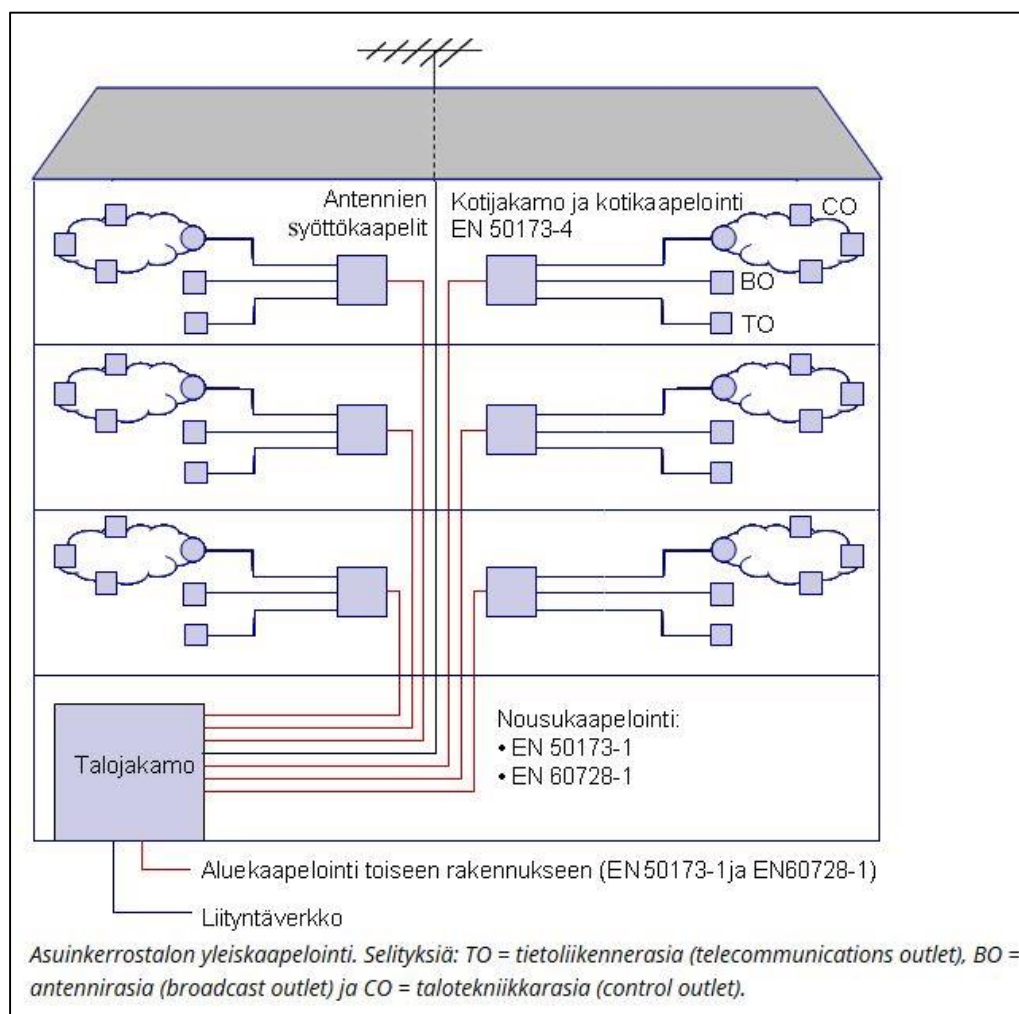 Antennien
syöttökaapelit
Kotijakamo ja kotikaapelointi
EN 50173-4
CO
BO
TO
Talojakamo
Nousukaapelointi:
• EN 50173-1
• EN 60728-1
Aluekaapelointi toiseen rakennukseen (EN50173-1ja EN60728-1)
Liityntäverkko
Asuinkerrostalon yleiskaapelointi. Selityksiä: TO = tietoliikennerasia (telecommunications outlet), BO =
antennirasia (broadcast outlet) ja CO = talotekniikkarasia (control outlet).